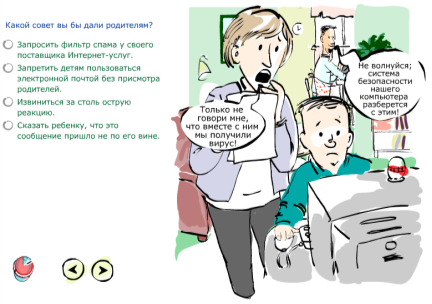 Какой совет вы бы дали родителям?
Запросить фильтр спама у своего
поставщика Интернет-услуг.
Запретить детям пользоваться
электронной почтой без присмотра
родителей.
Извиниться за столь острую
реакцию.
Сказать ребенку, что это
сообщение пришло не по его вине.
Только не
говори мне,
что вместе с ним
мы получили
вирус!
Не волнуйся;
система
безопасности
нашего
компьютера
разберется
с этим!